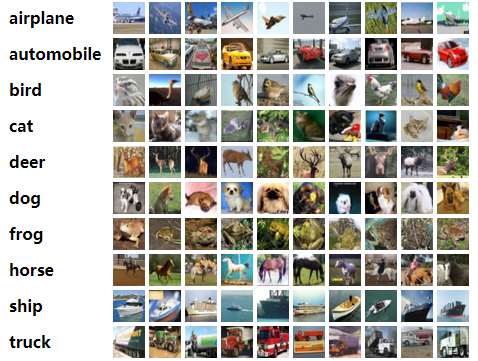 airplane
automobile
bird
cat
deer
dog
frog
horse
ship
truck